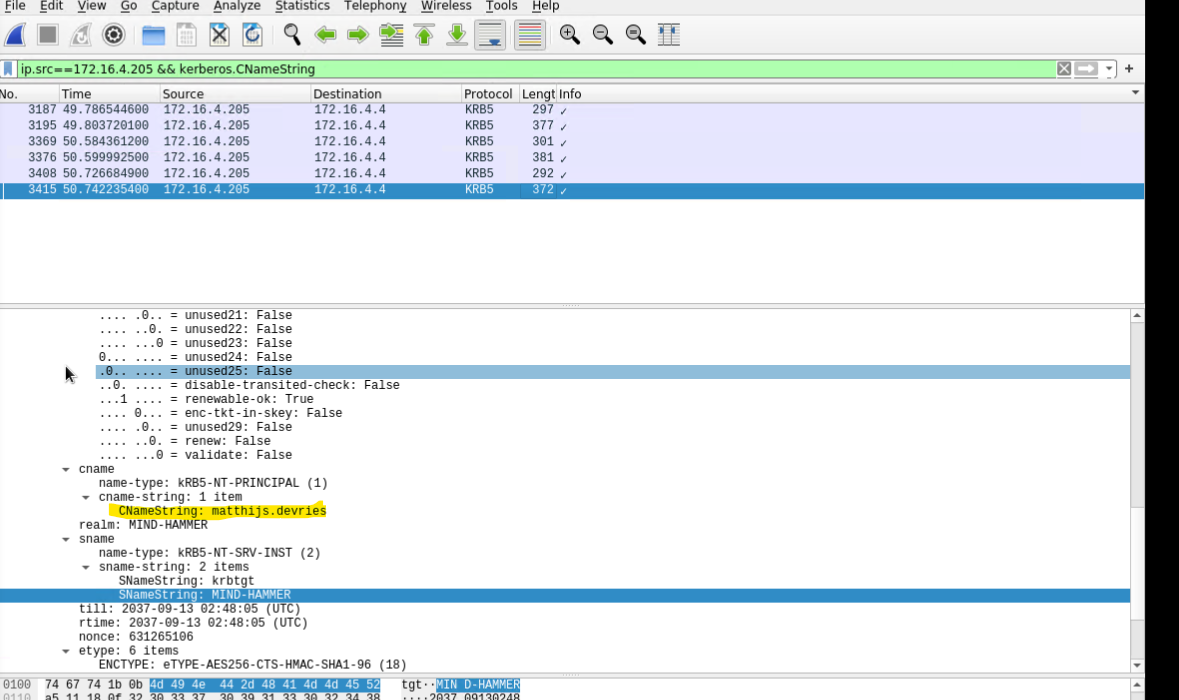 File Edit View Go Capture Analyze Statistics Telephony Wireless Tools Help
ip.src==172.16.4.205 && kerberos.CNameString
No. Time Source Destination Protocol Lengt Info
3187 49.786544600 172.16.4.205 172.16.4.4 KRB5 297 ✓
3195 49.803720100 172.16.4.205 172.16.4.4 KRB5 377 ✓
3369 50.584361200 172.16.4.205 172.16.4.4 KRB5 301 ✓
3376 50.599992500 172.16.4.205 172.16.4.4 KRB5 381 ✓
3408 50.726684900 172.16.4.205 172.16.4.4 KRB5 292 ✓
3415 50.742235400 172.16.4.205 172.16.4.4 KRB5 372 ✓
.... .0.. = unused21: False
.... ..0. = unused22: False
.... ...0 = unused23: False
0... .... = unused24: False
.0.. .... = unused25: False
..0. .... = disable-transited-check: False
...1 .... = renewable-ok: True
.... 0... = enc-tkt-in-skey: False
.... .0.. = unused29: False
.... ..0. = renew: False
.... ...0 = validate: False
cname
name-type: kRB5-NT-PRINCIPAL (1)
cname-string: 1 item
CNameString: matthijs.devries
realm: MIND-HAMMER
sname
name-type: kRB5-NT-SRV-INST (2)
sname-string: 2 items
SNameString: krbtgt
SNameString: MIND-HAMMER
till: 2037-09-13 02:48:05 (UTC)
rtime: 2037-09-13 02:48:05 (UTC)
nonce: 631265106
etype: 6 items
ENCTYPE: eTYPE-AES256-CTS-HMAC-SHA1-96 (18)
0100 74 67 74 1b 0b 4d 49 4e 44 2d 48 41 4d 4d 45 52 tgt··MIN D-HAMMER
0110 a5 11 18 0f 32 30 33 37 30 39 31 33 30 32 34 38 ····2037 09130248